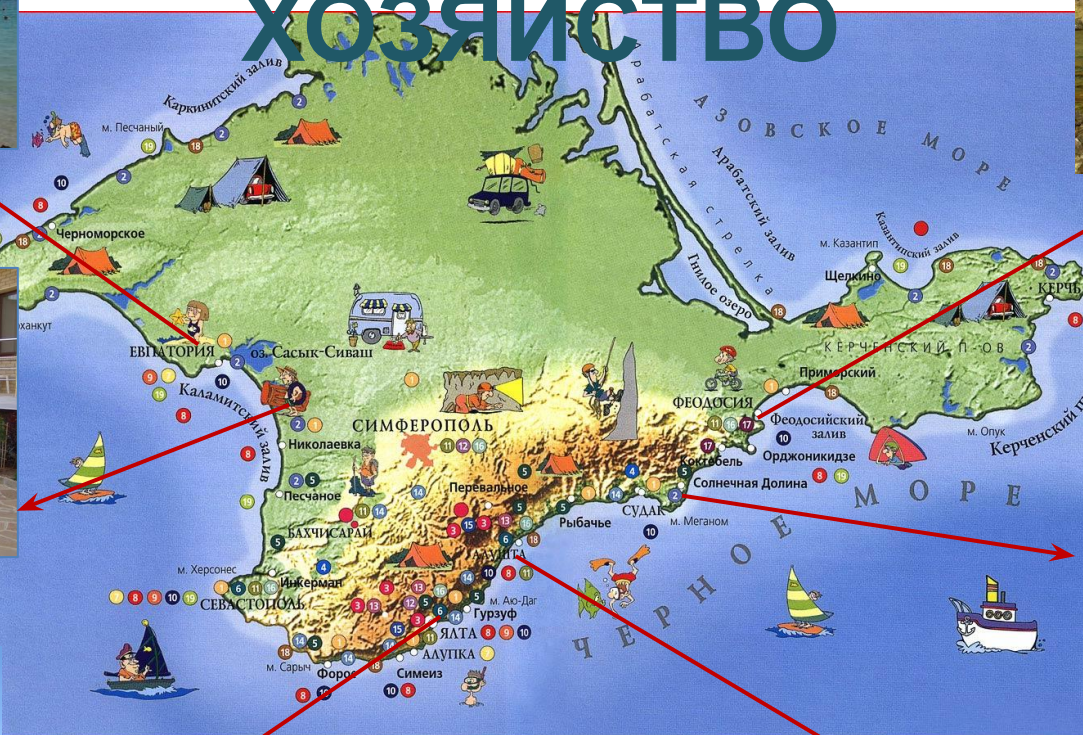 ХОЗЯЙСТВО
Каркинитский залив
м. Песчаный
Арабатская стрелка
АЗОВСКОЕ МОРЕ
Арабатский залив
Казантипский залив
м. Казантип
Щелкино
Гнилое озеро
КЕРЧЬ
Черноморское
ЕВПАТОРИЯ
оз. Сасык-Сиваш
КЕРЧЕНСКИЙ П-ОВ
Приморский
Каламитский залив
ФЕОДОСИЯ
Феодосийский
залив
м. Опук
СИМФЕРОПОЛЬ
Николаевка
Коктебель
Орджоникидзе
Солнечная Долина
Песчаное
Перевальное
СУДАК
м. Меганом
Рыбачье
БАХЧИСАРАЙ
АЛУШТА
ЧЕРНОЕ МОРЕ
м. Херсонес
Инкерман
СЕВАСТОПОЛЬ
м. Аю-Даг
Гурзуф
ЯЛТА
АЛУПКА
м. Сарыч
Форос
Симеиз